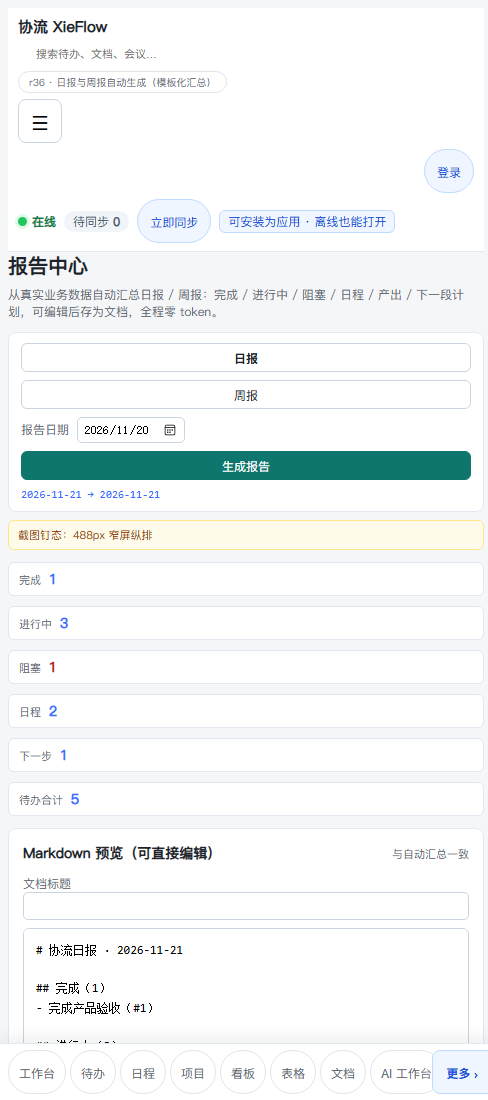 协流 XieFlow
搜索待办、文档、会议…
r36 · 日报与周报自动生成（模板化汇总）
☰
登录
在线 待同步 0 立即同步 可安装为应用 · 离线也能打开
报告中心
从真实业务数据自动汇总日报 / 周报：完成 / 进行中 / 阻塞 / 日程 / 产出 / 下一段计
划，可编辑后存为文档，全程零 token。
日报
周报
报告日期 2026/11/20
生成报告
2026-11-21 → 2026-11-21
截图钉态：488px 窄屏纵排
完成 1
进行中 3
阻塞 1
日程 2
下一步 1
待办合计 5
Markdown 预览（可直接编辑） 与自动汇总一致
文档标题
# 协流日报 · 2026-11-21
## 完成（1）
- 完成产品验收（#1）
工作台 待办 日程 项目 看板 表格 文档 AI 工作台 更多 ›